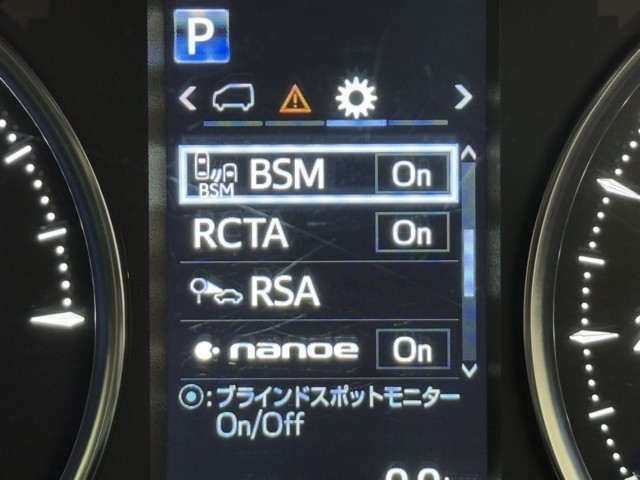 P
BSM BSM On
RCTA On
RSA
nanoe On
:ブラインドスポットモニター
On/Off